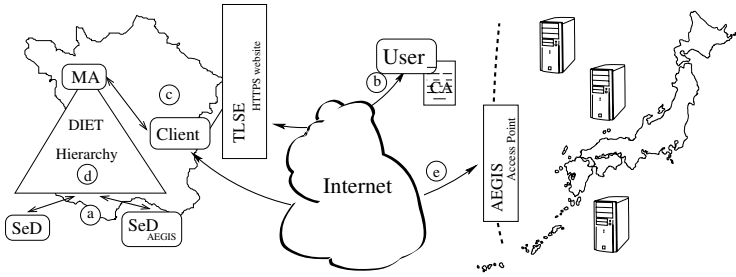 MA
c
DIET
Hierarchy
d
Client
a
SeD
SeD
AEGIS
TLSE
HTTPS website
User
b
CA
Internet
e
AEGIS
Access Point